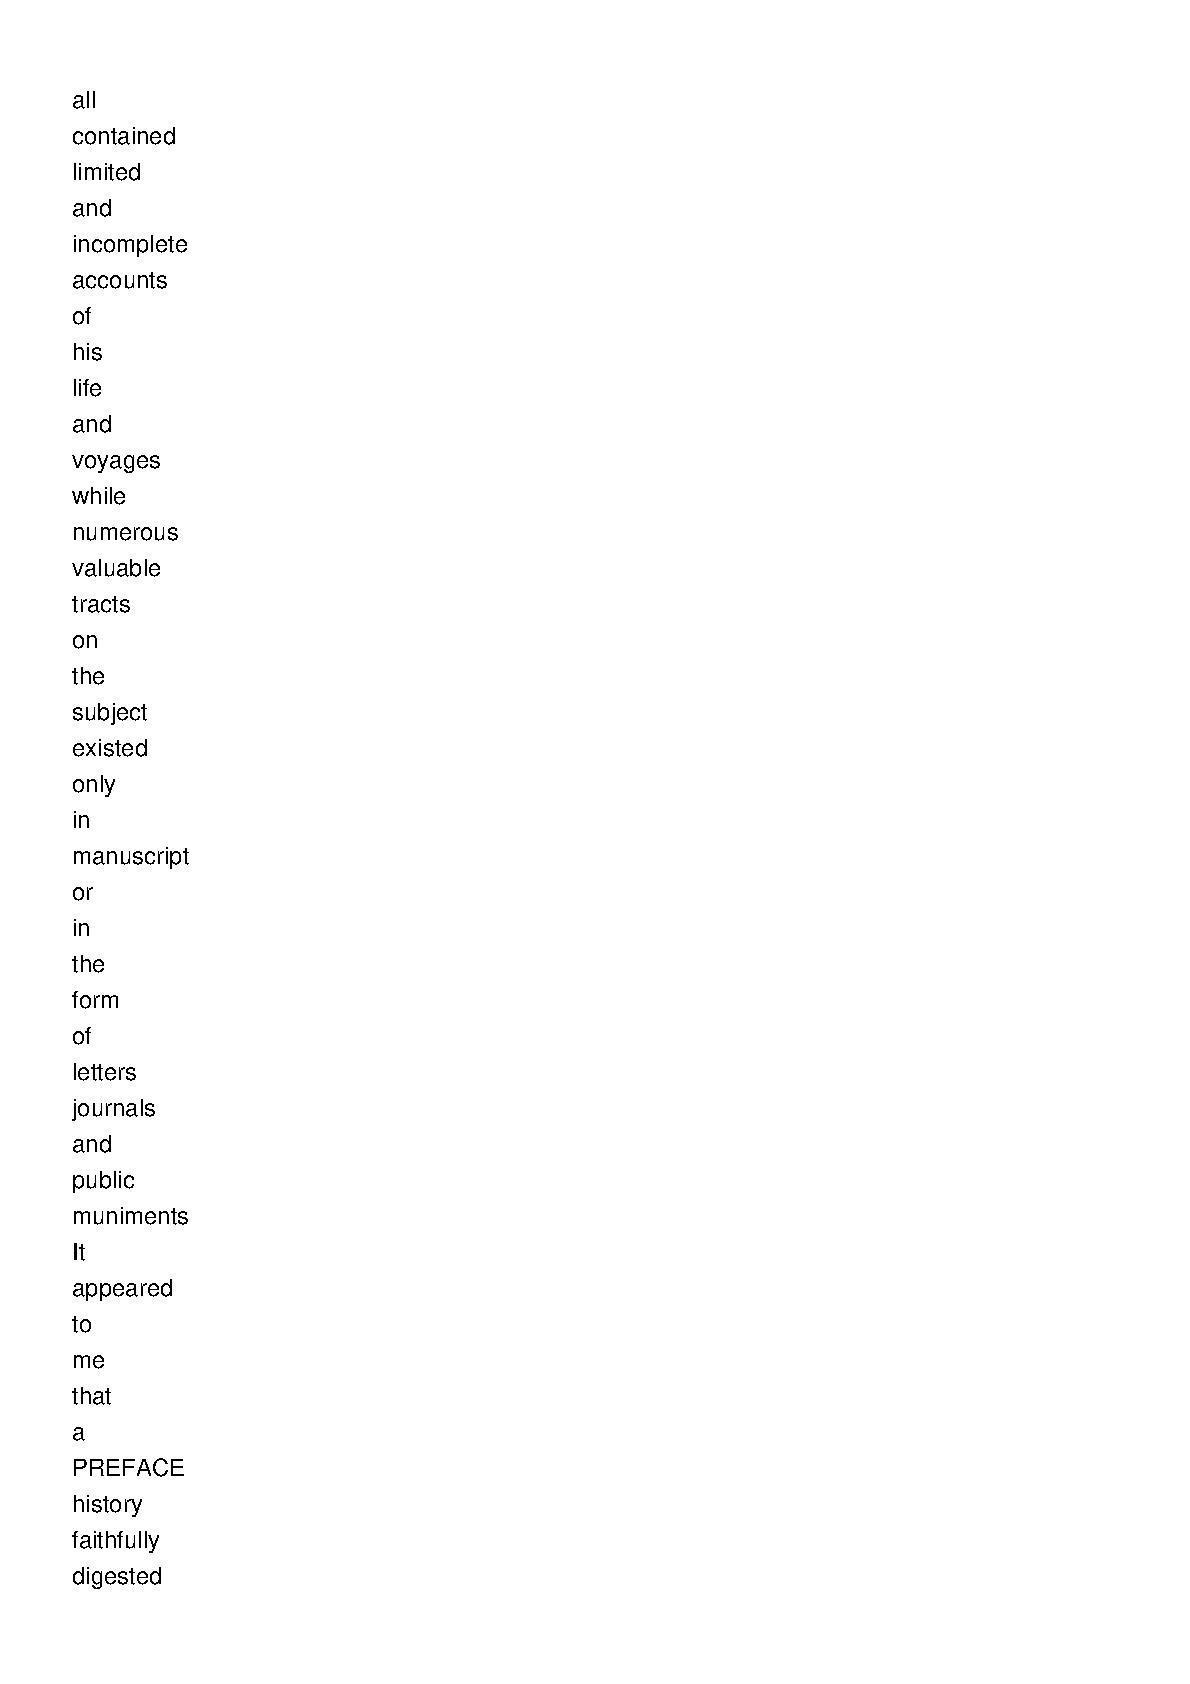 all
contained
limited
and
incomplete
accounts
of
his
life
and
voyages
while
numerous
valuable
tracts
on
the
subject
existed
only
in
manuscript
or
in
the
form
of
letters
journals
and
public
muniments
It
appeared
to
me
that
a
PREFACE
history
faithfully
digested